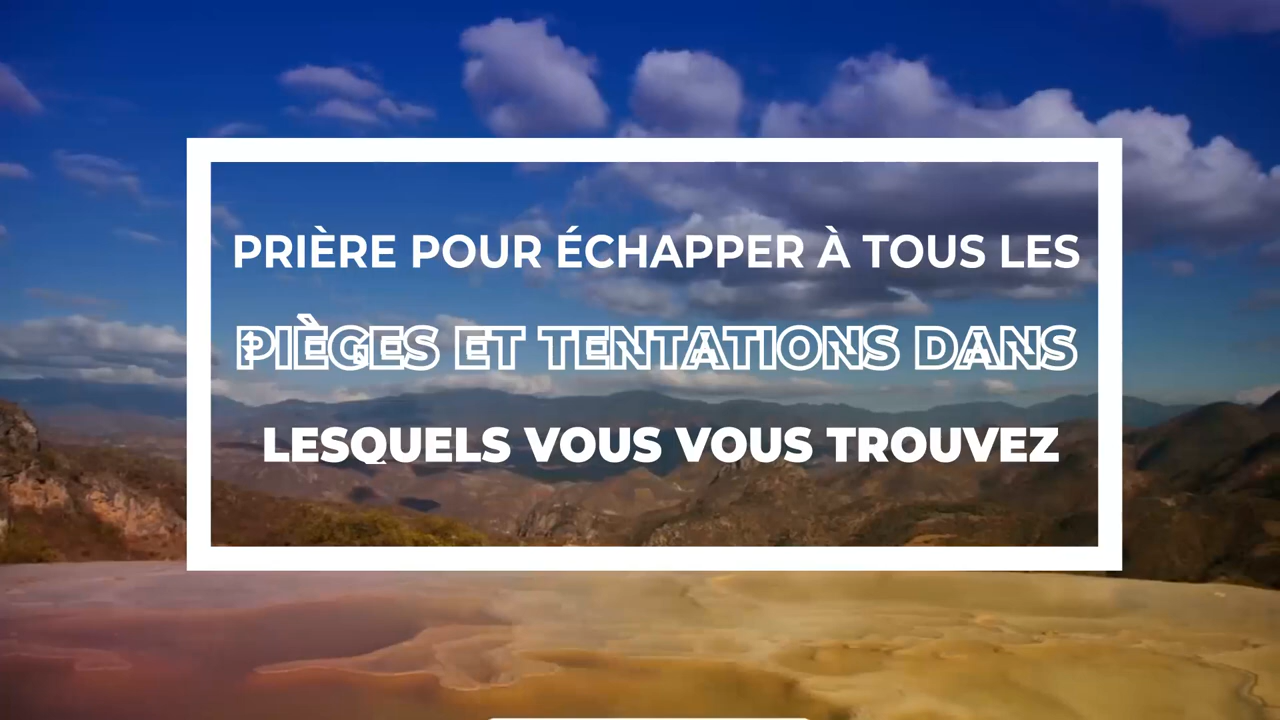 PRIÈRE POUR ÉCHAPPER À TOUS LES
PIÈGES ET TENTATIONS DANS
LESQUELS VOUS VOUS TROUVEZ